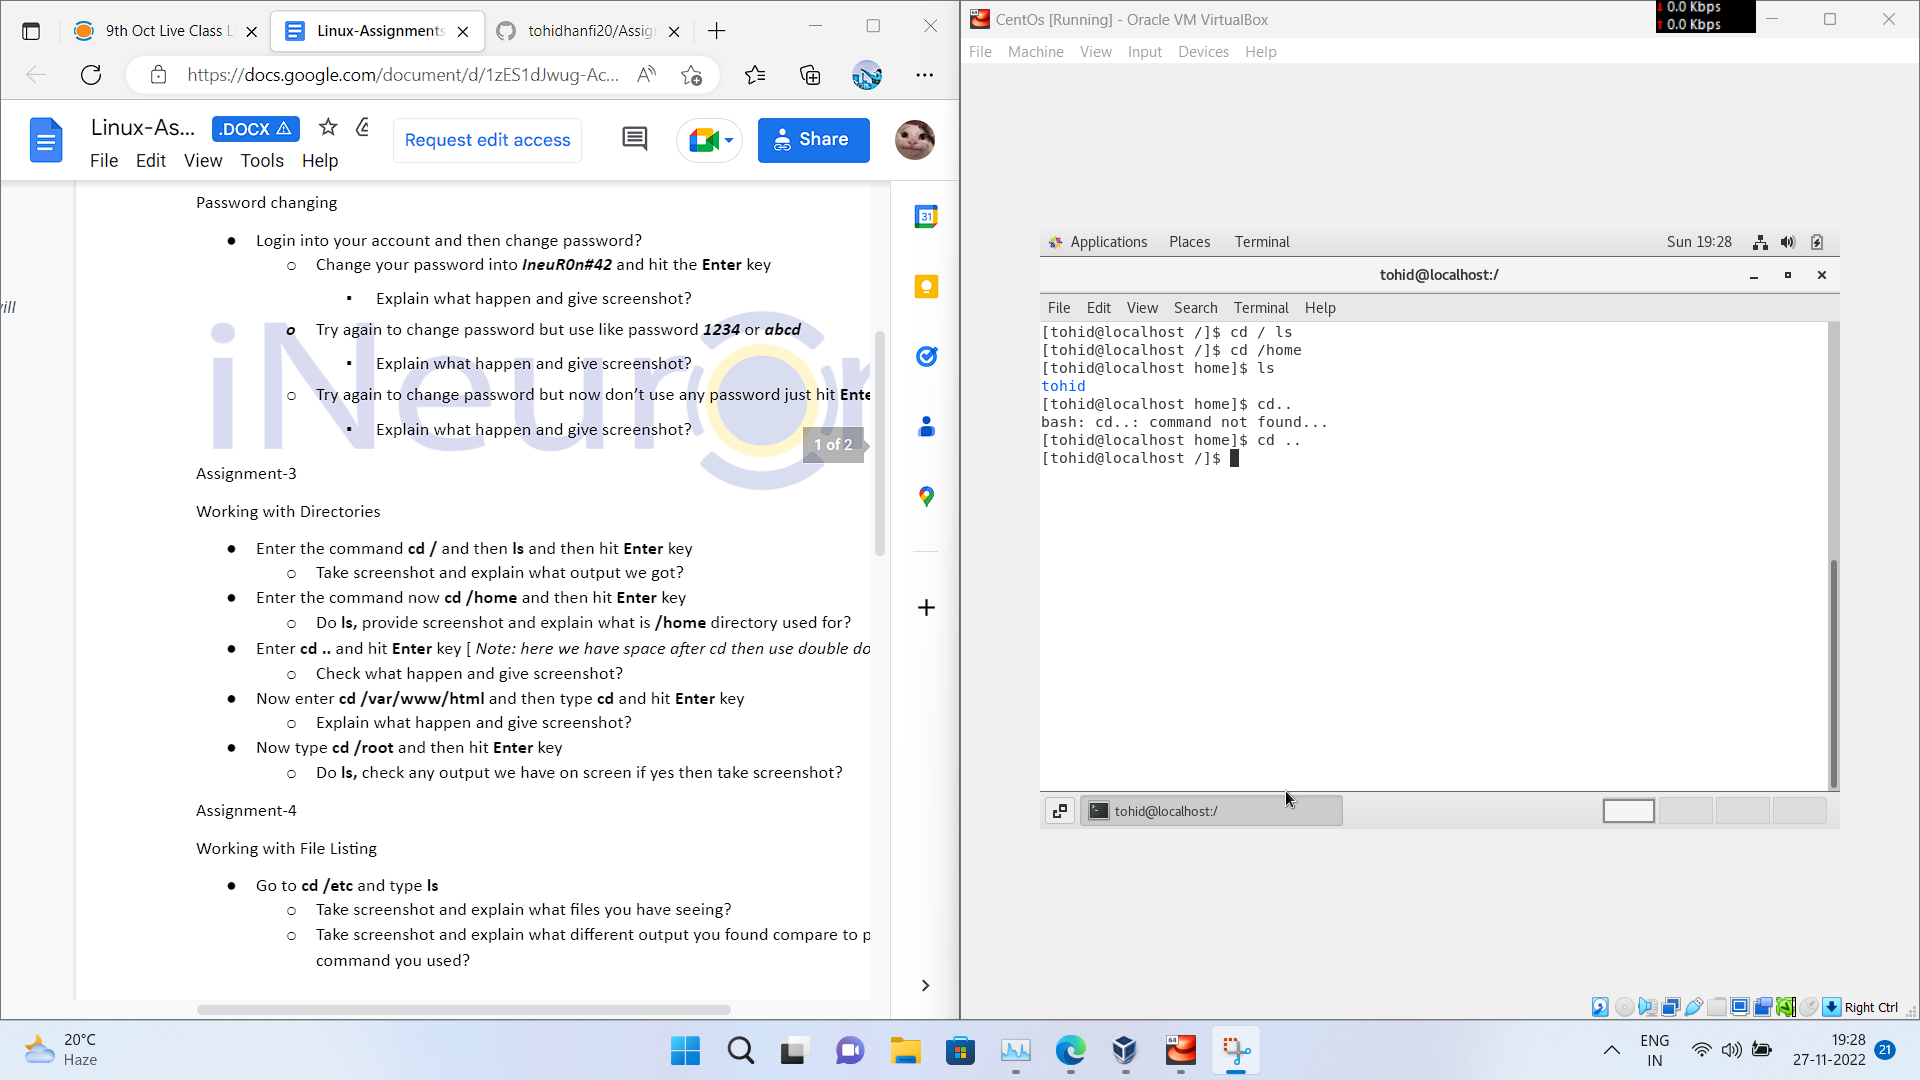 9th Oct Live Class L
Linux-Assignments
tohidhanfi20/Assig
https://docs.google.com/document/d/1zES1dJwug-Ac...
Linux-As...
.DOCX
Request edit access
Share
File Edit View Tools Help
31
ill
iNeuron
Password changing
● Login into your account and then change password?
o Change your password into IneuR0n#42 and hit the Enter key
▪ Explain what happen and give screenshot?
o Try again to change password but use like password 1234 or abcd
▪ Explain what happen and give screenshot?
o Try again to change password but now don’t use any password just hit Ente
▪ Explain what happen and give screenshot?
1 of 2
Assignment-3
Working with Directories
● Enter the command cd / and then ls and then hit Enter key
o Take screenshot and explain what output we got?
● Enter the command now cd /home and then hit Enter key
o Do ls, provide screenshot and explain what is /home directory used for?
● Enter cd .. and hit Enter key [ Note: here we have space after cd then use double do
o Check what happen and give screenshot?
● Now enter cd /var/www/html and then type cd and hit Enter key
o Explain what happen and give screenshot?
● Now type cd /root and then hit Enter key
o Do ls, check any output we have on screen if yes then take screenshot?
Assignment-4
Working with File Listing
● Go to cd /etc and type ls
o Take screenshot and explain what files you have seeing?
o Take screenshot and explain what different output you found compare to p
command you used?
CentOs [Running] - Oracle VM VirtualBox
0.0 Kbps
0.0 Kbps
File Machine View Input Devices Help
Applications Places Terminal Sun 19:28
tohid@localhost:/
File Edit View Search Terminal Help
[tohid@localhost /]$ cd / ls
[tohid@localhost /]$ cd /home
[tohid@localhost home]$ ls
tohid
[tohid@localhost home]$ cd..
bash: cd..: command not found...
[tohid@localhost home]$ cd ..
[tohid@localhost /]$
tohid@localhost:/
Right Ctrl
20°C
Haze
64
ENG
IN
19:28
27-11-2022
21